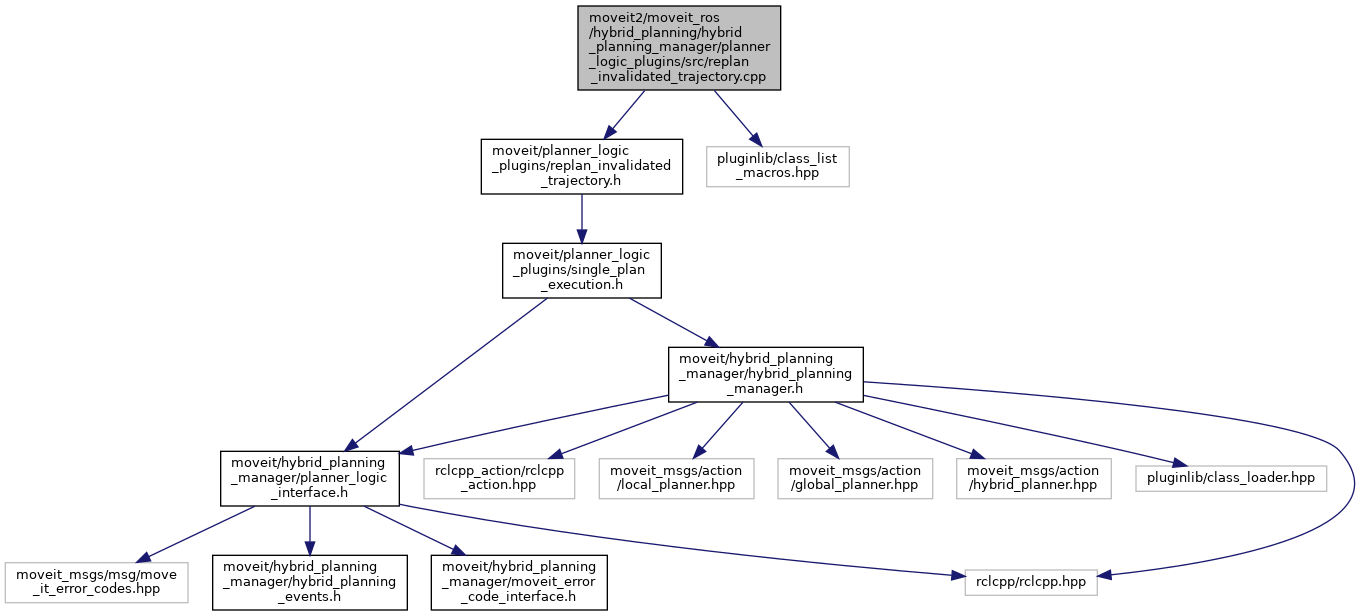 moveit2/moveit_ros
/hybrid_planning/hybrid
_planning_manager/planner
_logic_plugins/src/replan
_invalidated_trajectory.cpp
moveit/planner_logic
_plugins/replan_invalidated
_trajectory.h
pluginlib/class_list
_macros.hpp
moveit/planner_logic
_plugins/single_plan
_execution.h
moveit/hybrid_planning
_manager/hybrid_planning
_manager.h
moveit/hybrid_planning
_manager/planner_logic
_interface.h
rclcpp_action/rclcpp
_action.hpp
moveit_msgs/action
/local_planner.hpp
moveit_msgs/action
/global_planner.hpp
moveit_msgs/action
/hybrid_planner.hpp
pluginlib/class_loader.hpp
moveit_msgs/msg/move
_it_error_codes.hpp
moveit/hybrid_planning
_manager/hybrid_planning
_events.h
moveit/hybrid_planning
_manager/moveit_error
_code_interface.h
rclcpp/rclcpp.hpp